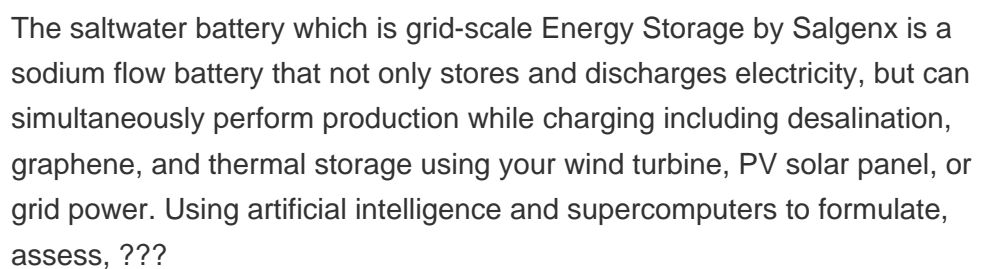 The saltwater battery which is grid-scale Energy Storage by Salgenx is a
sodium flow battery that not only stores and discharges electricity, but can
simultaneously perform production while charging including desalination,
graphene, and thermal storage using your wind turbine, PV solar panel, or
grid power. Using artificial intelligence and supercomputers to formulate,
assess, ???